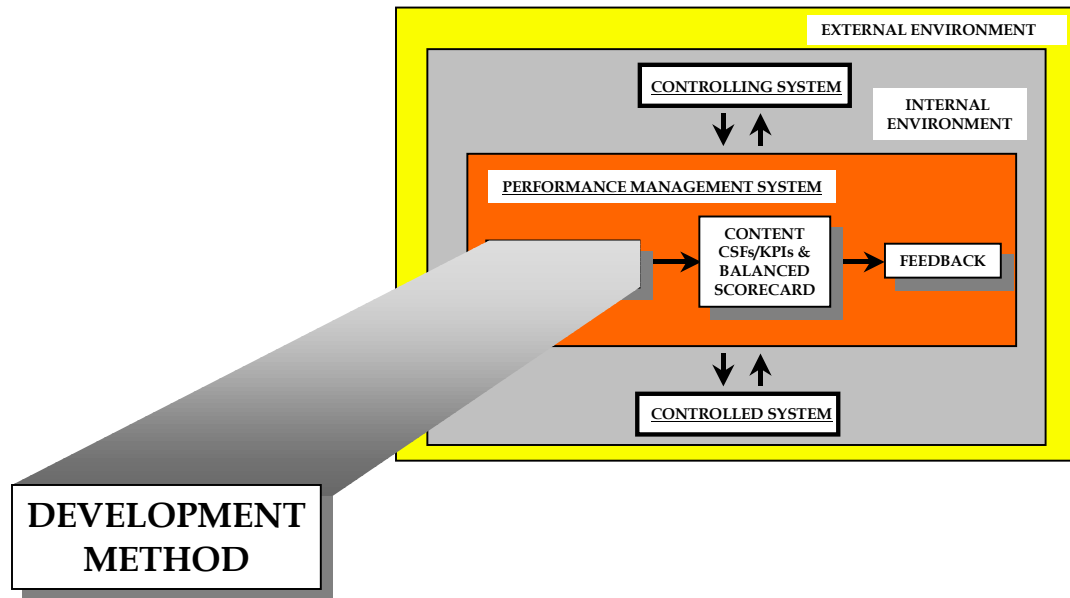 EXTERNAL ENVIRONMENT
CONTROLLING SYSTEM
INTERNAL
ENVIRONMENT
PERFORMANCE MANAGEMENT SYSTEM
CONTENT
CSFs/KPIs &
BALANCED
SCORECARD
FEEDBACK
CONTROLLED SYSTEM
DEVELOPMENT
METHOD